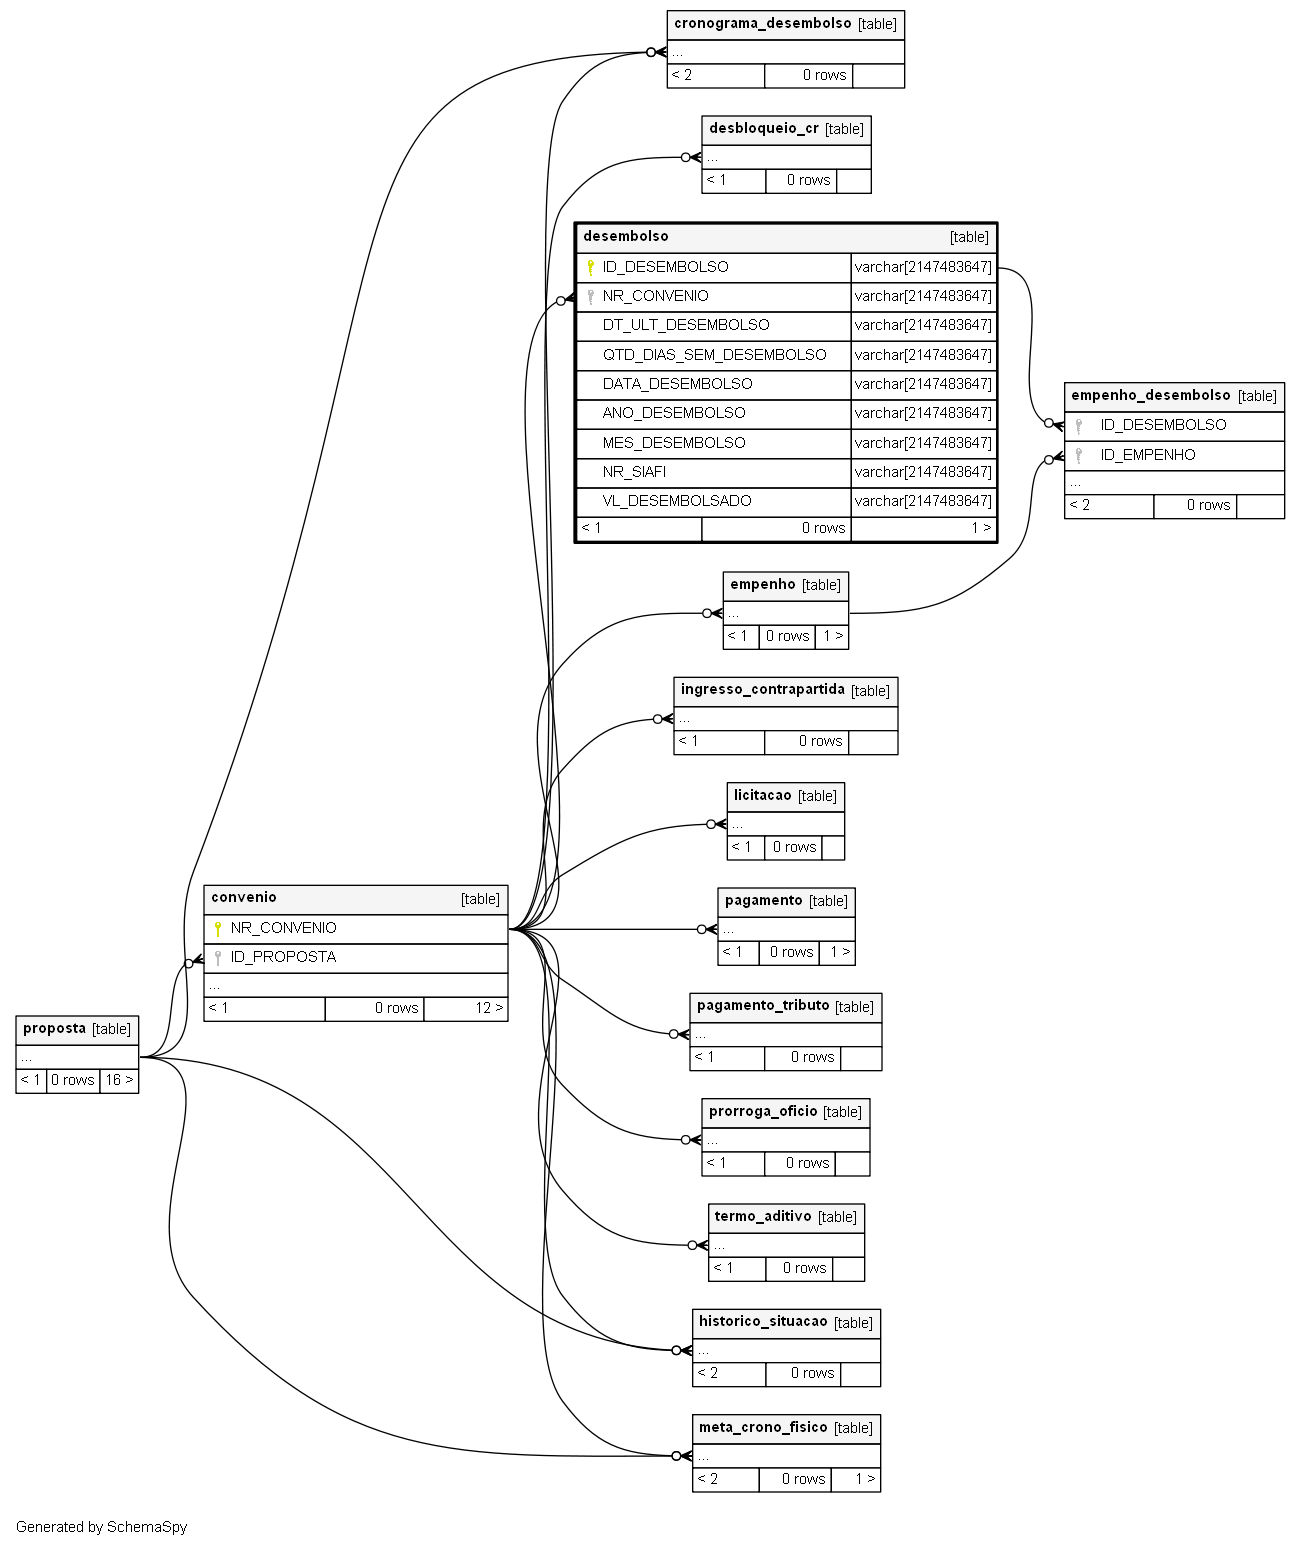 cronograma_desembolso [table]
...
< 2 0 rows
desbloqueio_cr [table]
...
< 1 0 rows
desembolso [table]
ID_DESEMBOLSO varchar[2147483647]
NR_CONVENIO varchar[2147483647]
DT_ULT_DESEMBOLSO varchar[2147483647]
QTD_DIAS_SEM_DESEMBOLSO varchar[2147483647]
DATA_DESEMBOLSO varchar[2147483647]
ANO_DESEMBOLSO varchar[2147483647]
MES_DESEMBOLSO varchar[2147483647]
NR_SIAFI varchar[2147483647]
VL_DESEMBOLSADO varchar[2147483647]
< 1 0 rows 1 >
empenho_desembolso [table]
ID_DESEMBOLSO
ID_EMPENHO
...
< 2 0 rows
empenho [table]
...
< 1 0 rows 1 >
ingresso_contrapartida [table]
...
< 1 0 rows
licitacao [table]
...
< 1 0 rows
convenio [table]
NR_CONVENIO
ID_PROPOSTA
...
< 1 0 rows 12 >
pagamento [table]
...
< 1 0 rows 1 >
pagamento_tributo [table]
...
< 1 0 rows
proposta [table]
...
< 1 0 rows 16 >
prorroga_oficio [table]
...
< 1 0 rows
termo_aditivo [table]
...
< 1 0 rows
historico_situacao [table]
...
< 2 0 rows
meta_crono_fisico [table]
...
< 2 0 rows 1 >
Generated by SchemaSpy